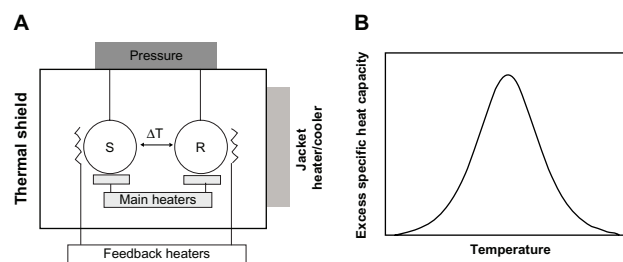 A
Pressure
Thermal shield
S
ΔT
R
Jacket
heater/cooler
Main heaters
Feedback heaters
B
Excess specific heat capacity
Temperature